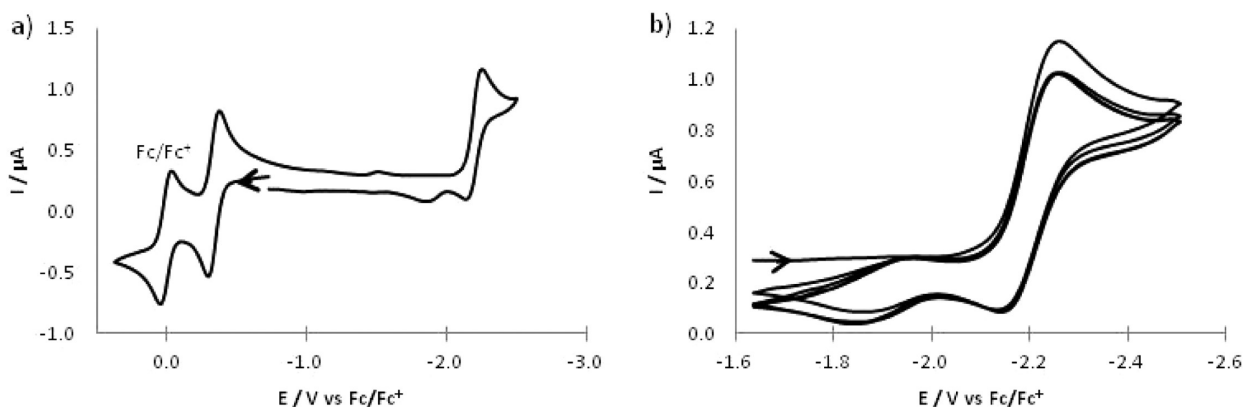 a)
1.5
1.0
0.5
0.0
-0.5
-1.0
I / μA
Fc/Fc⁺
0.0 -1.0 -2.0 -3.0
E / V vs Fc/Fc⁺
b)
1.2
1.0
0.8
0.6
0.4
0.2
0.0
I / μA
-1.6 -1.8 -2.0 -2.2 -2.4 -2.6
E / V vs Fc/Fc⁺